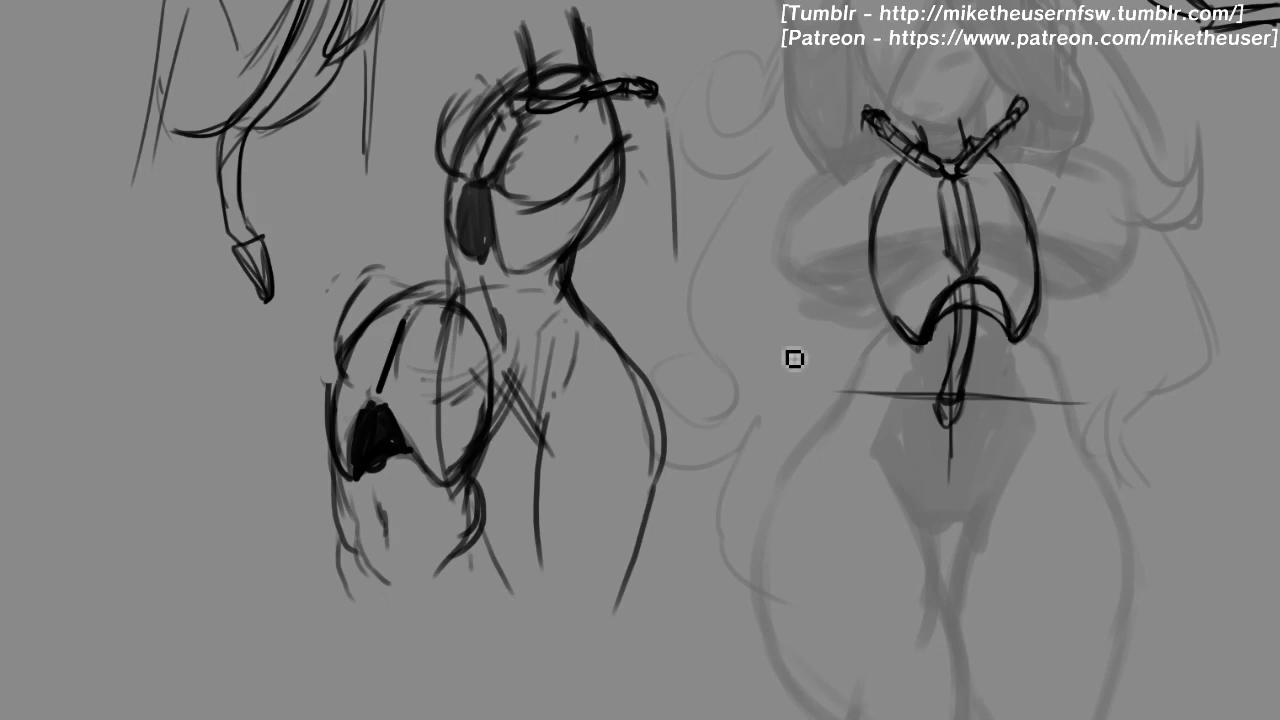 [Tumblr - http://miketheusernfsw.tumblr.com/]
[Patreon - https://www.patreon.com/miketheuser]